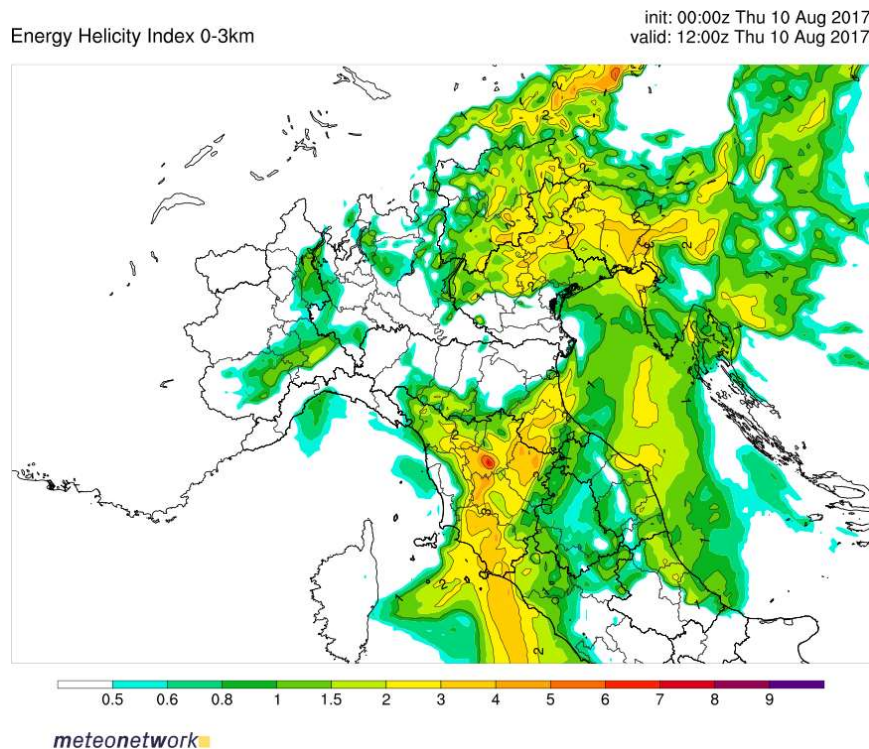 init: 00:00z Thu 10 Aug 2017
Energy Helicity Index 0-3km
valid: 12:00z Thu 10 Aug 2017
0.5 0.6 0.8 1 1.5 2 3 4 5 6 7 8 9
meteonetwork